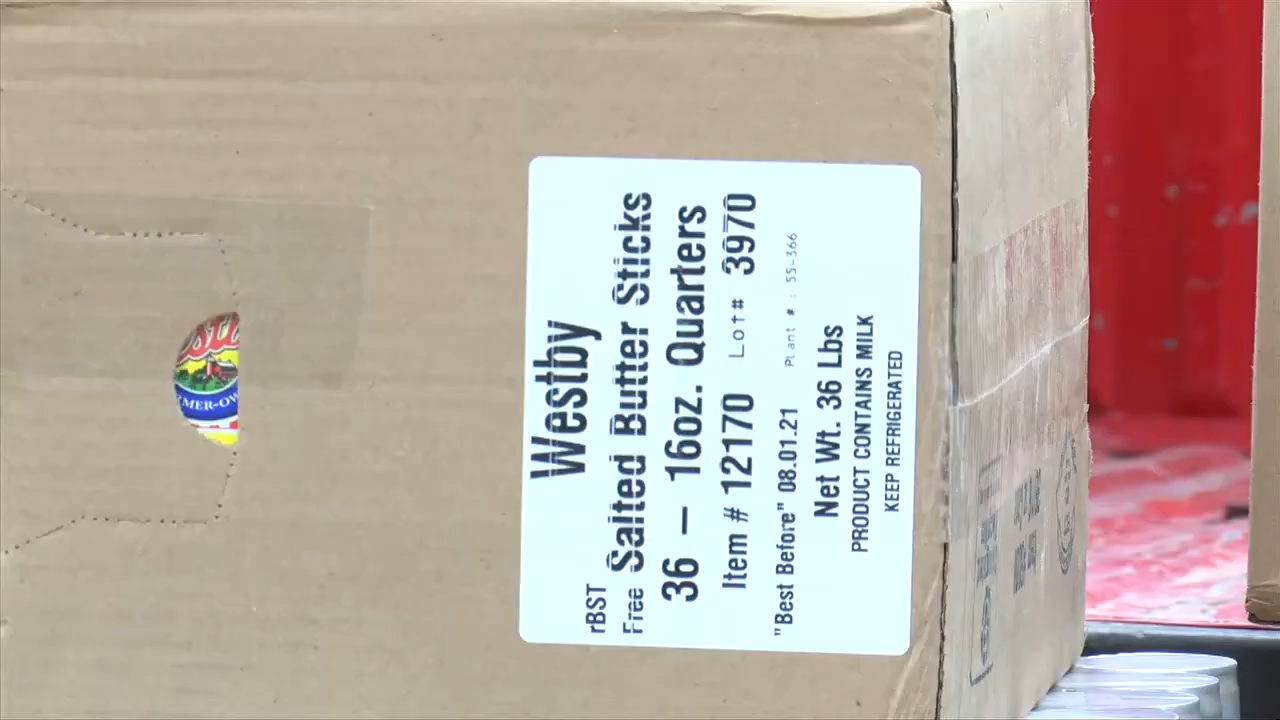 Westby
rBST
Free Salted Butter Sticks
36 – 16oz. Quarters
Item # 12170 Lot# 3970
"Best Before" 08.01.21 Plant # : 55-366
Net Wt. 36 Lbs
PRODUCT CONTAINS MILK
KEEP REFRIGERATED